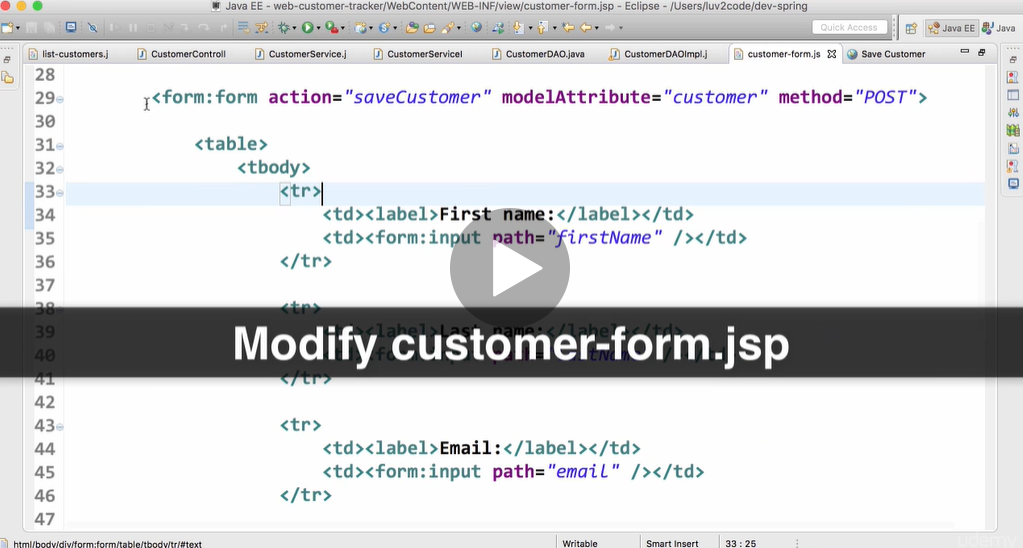 Java EE - web-customer-tracker/WebContent/WEB-INF/view/customer-form.jsp - Eclipse - /Users/luv2code/dev-spring
Quick Access
Java EE
Java
list-customers.j
CustomerControll
CustomerService.j
CustomerServiceI
CustomerDAO.java
CustomerDAOImpl.j
customer-form.js
Save Customer
28
29 <form:form action="saveCustomer" modelAttribute="customer" method="POST">
30
31 <table>
32 <tbody>
33 <tr>
34 <td><label>First name:</label></td>
35 <td><form:input path="firstName" /></td>
36 </tr>
37
38 <tr>
39 <td><label>Last name:</label></td>
Modify customer-form.jsp
40
41 </tr>
42
43 <tr>
44 <td><label>Email:</label></td>
45 <td><form:input path="email" /></td>
46 </tr>
47
html/body/div/form:form/table/tbody/tr/#text
Writable
Smart Insert
33 : 25
udemy